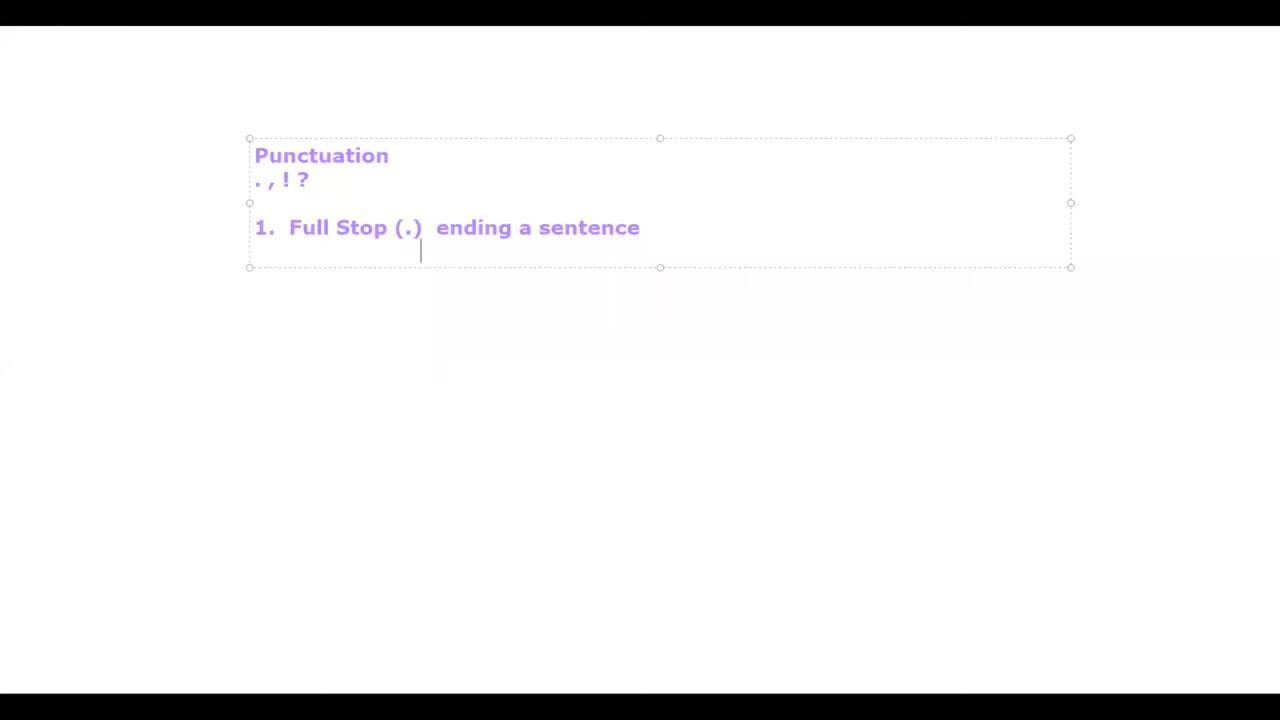 Punctuation
. , ! ?
1. Full Stop (.) ending a sentence